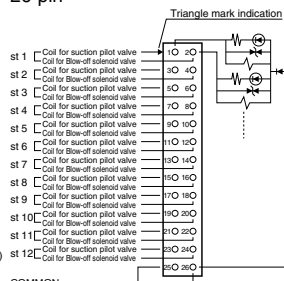 26 pin
Triangle mark indication
st 1 Coil for suction pilot valve 1 2
Coil for Blow-off solenoid valve
st 2 Coil for suction pilot valve 3 4
Coil for Blow-off solenoid valve
st 3 Coil for suction pilot valve 5 6
Coil for Blow-off solenoid valve
st 4 Coil for suction pilot valve 7 8
Coil for Blow-off solenoid valve
st 5 Coil for suction pilot valve 9 10
Coil for Blow-off solenoid valve
st 6 Coil for suction pilot valve 11 12
Coil for Blow-off solenoid valve
st 7 Coil for suction pilot valve 13 14
Coil for Blow-off solenoid valve
st 8 Coil for suction pilot valve 15 16
Coil for Blow-off solenoid valve
st 9 Coil for suction pilot valve 17 18
Coil for Blow-off solenoid valve
st 10 Coil for suction pilot valve 19 20
Coil for Blow-off solenoid valve
st 11 Coil for suction pilot valve 21 22
Coil for Blow-off solenoid valve
st 12 Coil for suction pilot valve 23 24
) Coil for Blow-off solenoid valve
25 26
COMMON